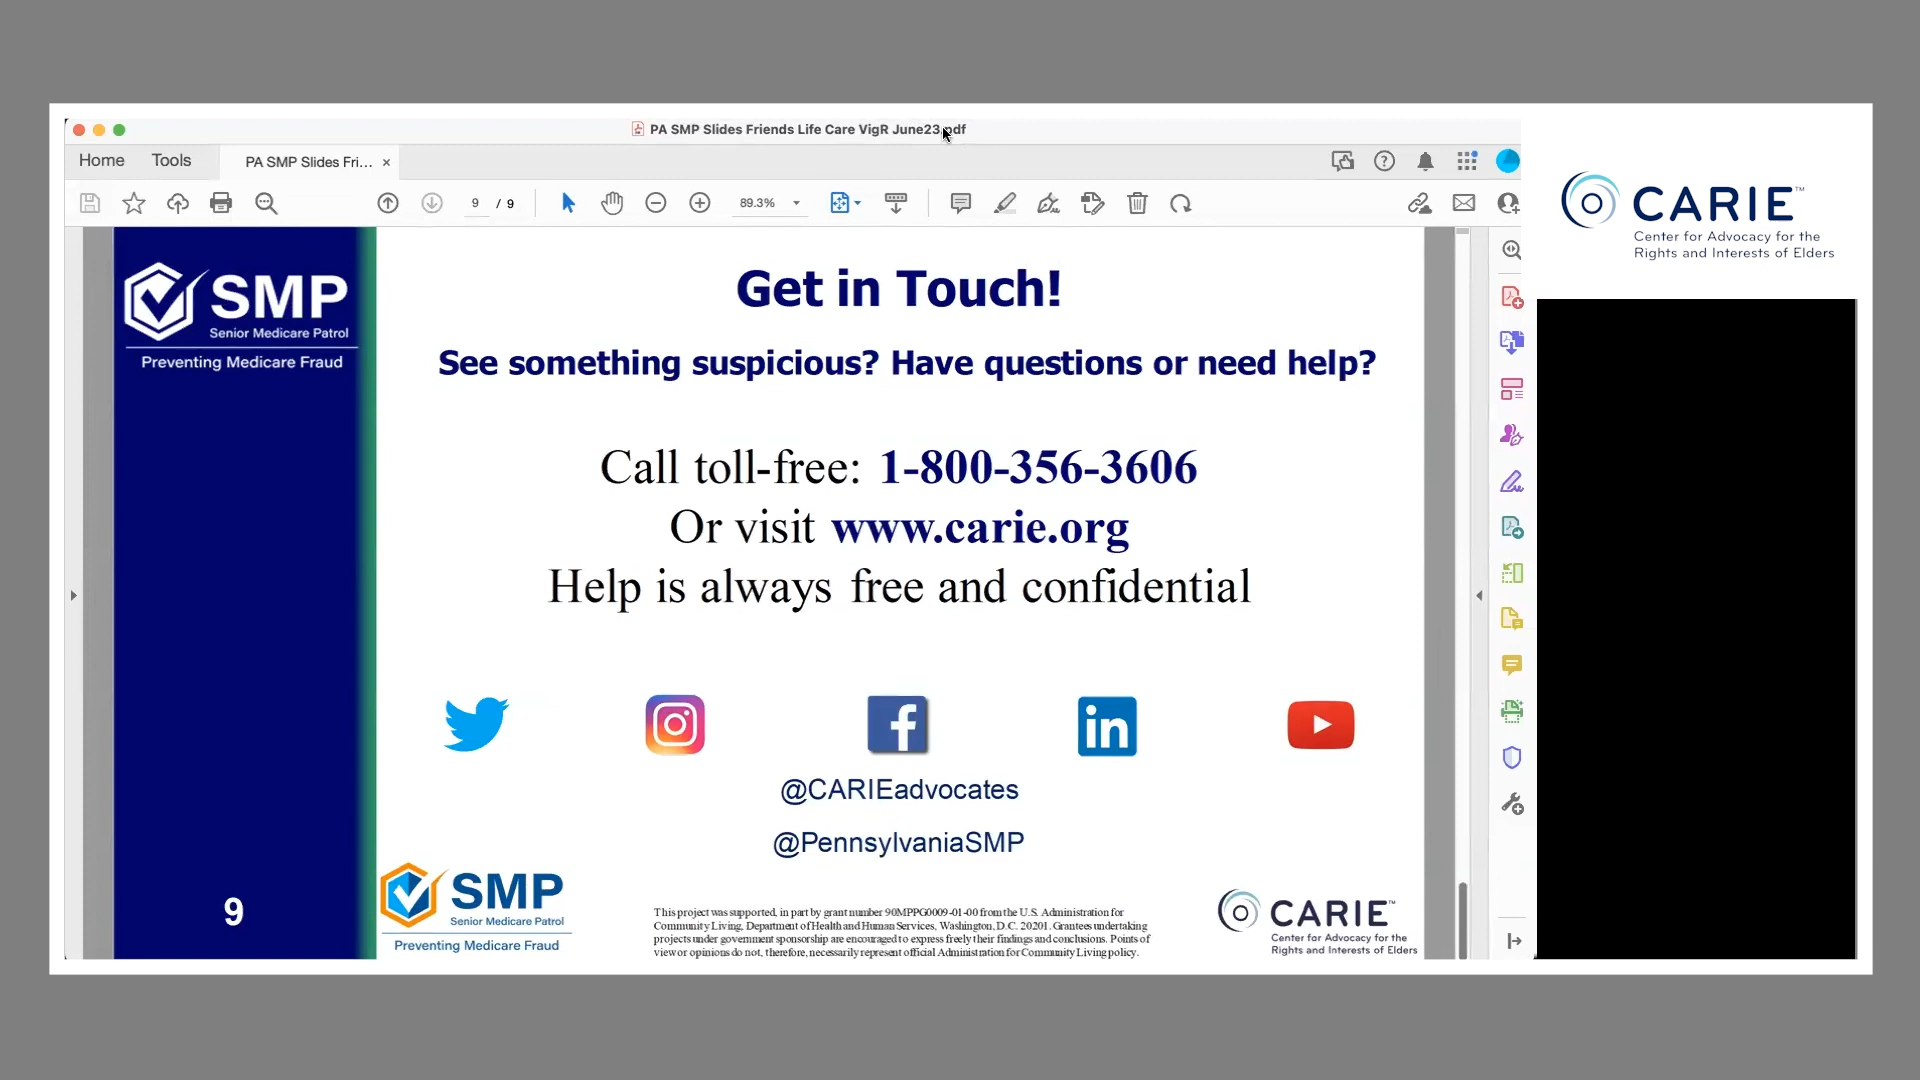 PA SMP Slides Friends Life Care VigR June23.pdf
Home
Tools
PA SMP Slides Fri... ×
9 / 9
89.3%
CARIE™
Center for Advocacy for the
Rights and Interests of Elders
SMP
Senior Medicare Patrol
Preventing Medicare Fraud
Get in Touch!
See something suspicious? Have questions or need help?
Call toll-free: 1-800-356-3606
Or visit www.carie.org
Help is always free and confidential
@CARIEadvocates
@PennsylvaniaSMP
9
SMP
Senior Medicare Patrol
Preventing Medicare Fraud
This project was supported, in part by grant number 90MPPG0009-01-00 from the U.S. Administration for
Community Living, Department of Health and Human Services, Washington, D.C. 20201. Grantees undertaking
projects under government sponsorship are encouraged to express freely their findings and conclusions. Points of
view or opinions do not, therefore, necessarily represent official Administration for Community Living policy.
CARIE™
Center for Advocacy for the
Rights and Interests of Elders